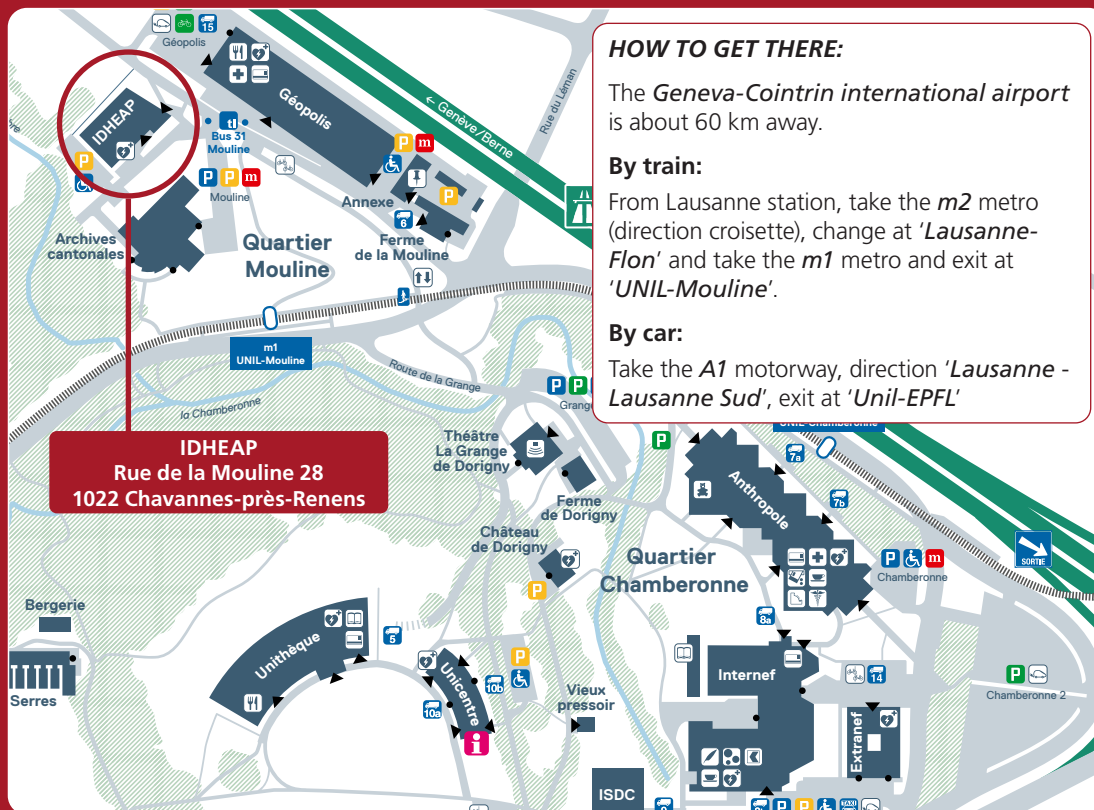 15
Géopolis
IDHEAP
Géopolis
tl
Bus 31
Mouline
← Genève/Berne
Rue du Léman
P
P
m
P
P
P
m
Mouline
Annexe
6
Ferme
de la Mouline
Archives
cantonales
Quartier
Mouline
m1
UNIL-Mouline
Route de la Grange
la Chamberonne
HOW TO GET THERE:
The Geneva-Cointrin international airport
is about 60 km away.
By train:
From Lausanne station, take the m2 metro
(direction croisette), change at ‘Lausanne-
Flon’ and take the m1 metro and exit at
‘UNIL-Mouline’.
By car:
Take the A1 motorway, direction ‘Lausanne -
Lausanne Sud’, exit at ‘Unil-EPFL’
IDHEAP
Rue de la Mouline 28
1022 Chavannes-près-Renens
P
P
Grange
UNIL-Chamberonne
P
7a
7b
Théâtre
La Grange
de Dorigny
Ferme
de Dorigny
Anthropole
Château
de Dorigny
P
Quartier
Chamberonne
P
m
Chamberonne
SORTIE
Bergerie
Serres
Unithèque
5
Unicentre
10a
10b
P
i
Vieux
pressoir
8a
Internef
14
P
Chamberonne 2
Extranef
ISDC
P
P
TAXI